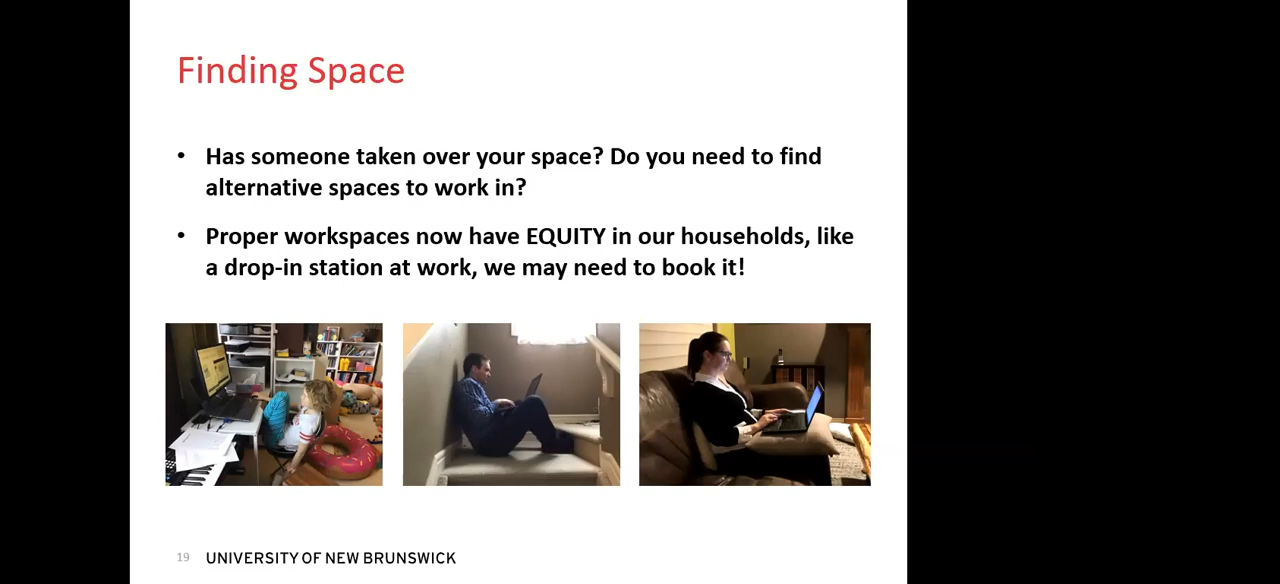 Finding Space
• Has someone taken over your space? Do you need to find
alternative spaces to work in?
• Proper workspaces now have EQUITY in our households, like
a drop-in station at work, we may need to book it!
19 UNIVERSITY OF NEW BRUNSWICK